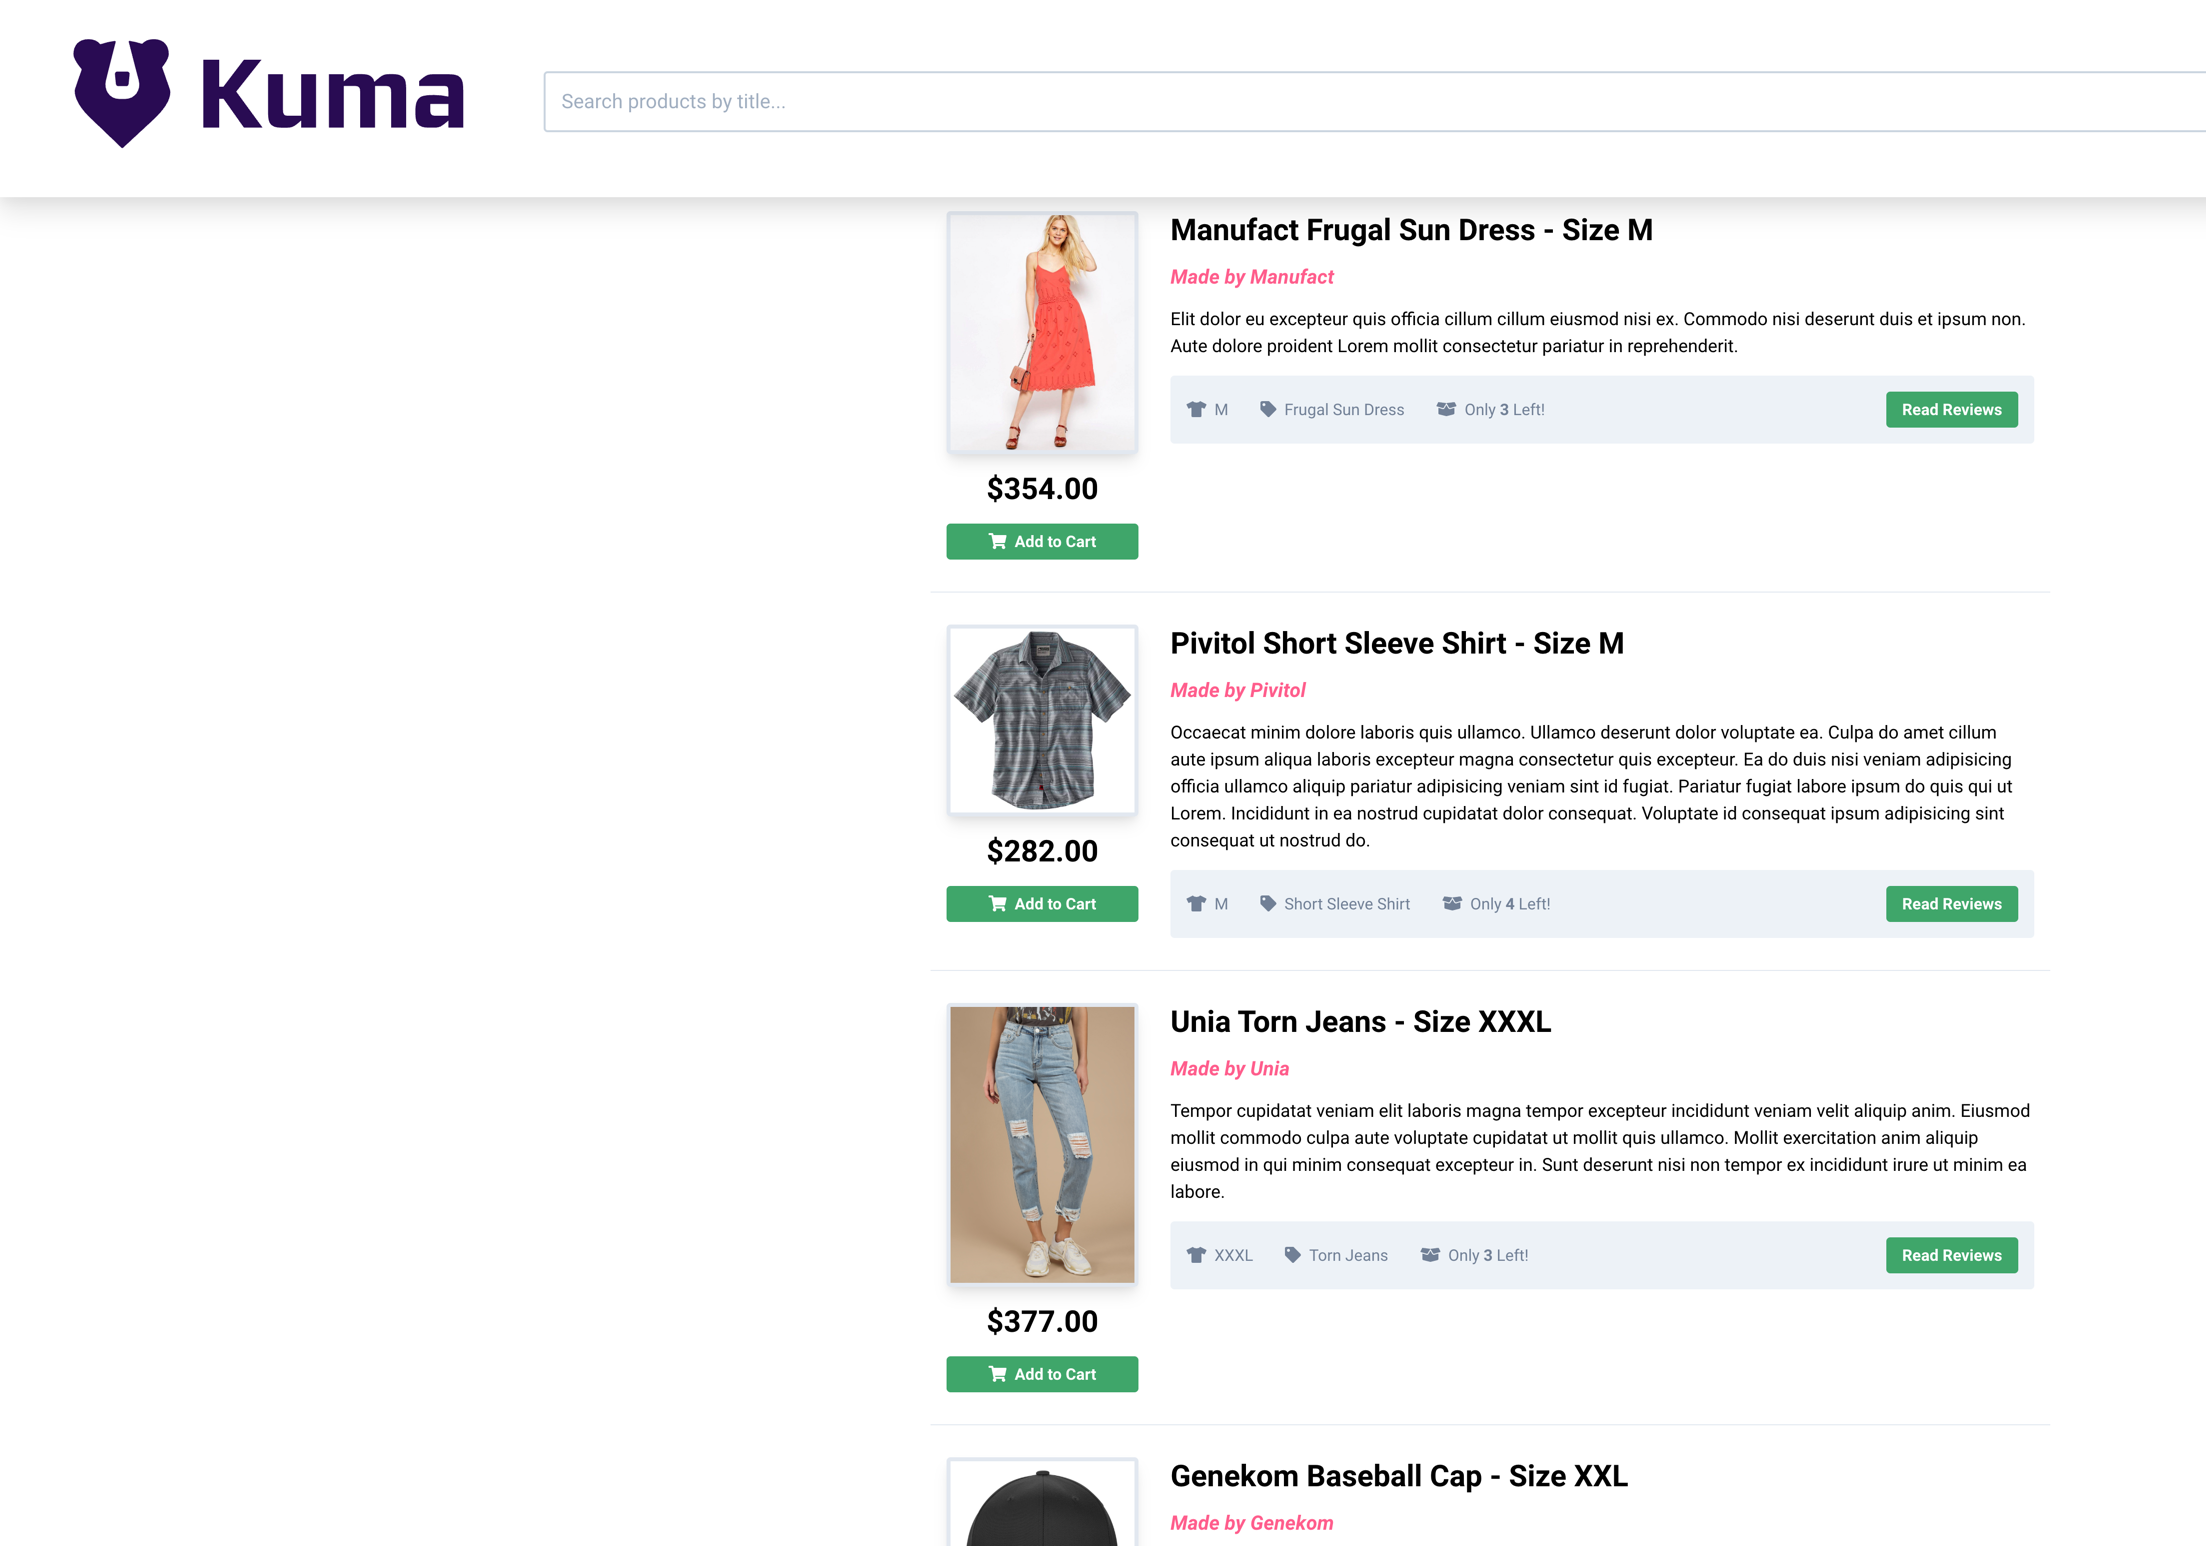 Kuma
Search products by title...
Manufact Frugal Sun Dress - Size M
Made by Manufact
Elit dolor eu excepteur quis officia cillum cillum eiusmod nisi ex. Commodo nisi deserunt duis et ipsum non.
Aute dolore proident Lorem mollit consectetur pariatur in reprehenderit.
M Frugal Sun Dress Only 3 Left! Read Reviews
$354.00
Add to Cart
Pivitol Short Sleeve Shirt - Size M
Made by Pivitol
Occaecat minim dolore laboris quis ullamco. Ullamco deserunt dolor voluptate ea. Culpa do amet cillum
aute ipsum aliqua laboris excepteur magna consectetur quis excepteur. Ea do duis nisi veniam adipisicing
officia ullamco aliquip pariatur adipisicing veniam sint id fugiat. Pariatur fugiat labore ipsum do quis qui ut
Lorem. Incididunt in ea nostrud cupidatat dolor consequat. Voluptate id consequat ipsum adipisicing sint
consequat ut nostrud do.
M Short Sleeve Shirt Only 4 Left! Read Reviews
$282.00
Add to Cart
Unia Torn Jeans - Size XXXL
Made by Unia
Tempor cupidatat veniam elit laboris magna tempor excepteur incididunt veniam velit aliquip anim. Eiusmod
mollit commodo culpa aute voluptate cupidatat ut mollit quis ullamco. Mollit exercitation anim aliquip
eiusmod in qui minim consequat excepteur in. Sunt deserunt nisi non tempor ex incididunt irure ut minim ea
labore.
XXXL Torn Jeans Only 3 Left! Read Reviews
$377.00
Add to Cart
Genekom Baseball Cap - Size XXL
Made by Genekom